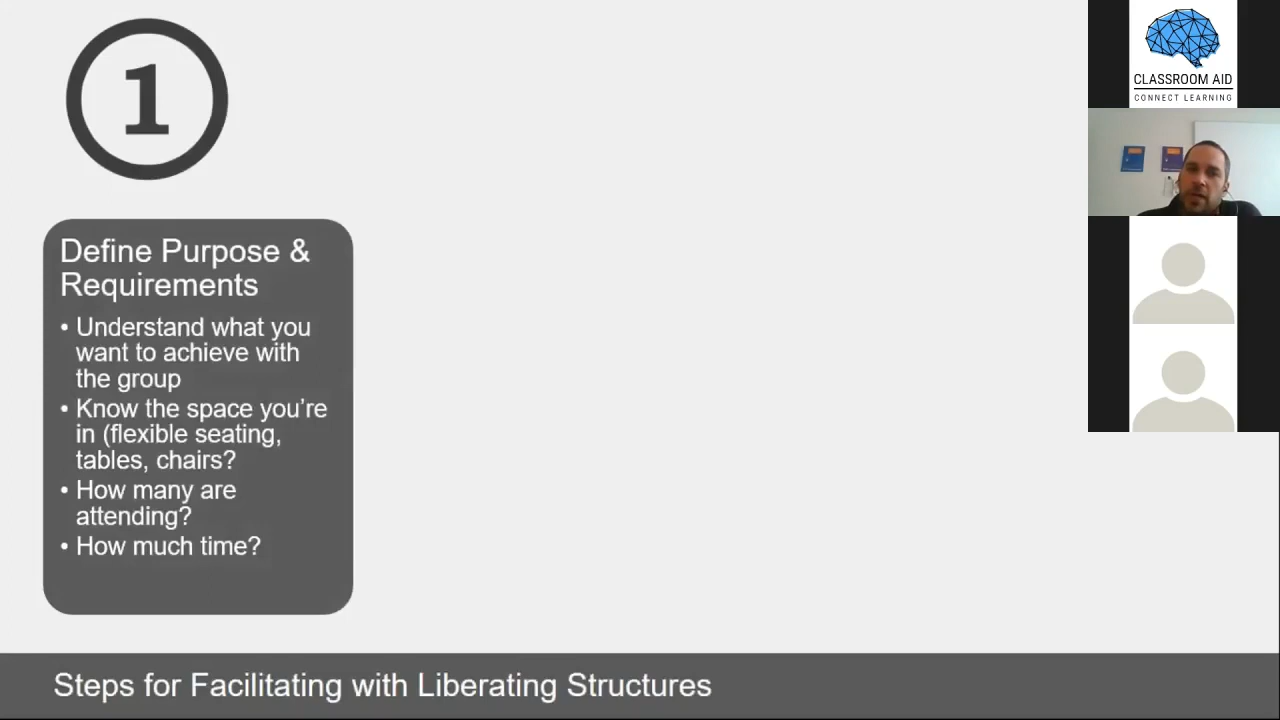 1
Define Purpose &
Requirements
• Understand what you
want to achieve with
the group
• Know the space you're
in (flexible seating,
tables, chairs?
• How many are
attending?
• How much time?
Steps for Facilitating with Liberating Structures
CLASSROOM AID
CONNECT LEARNING